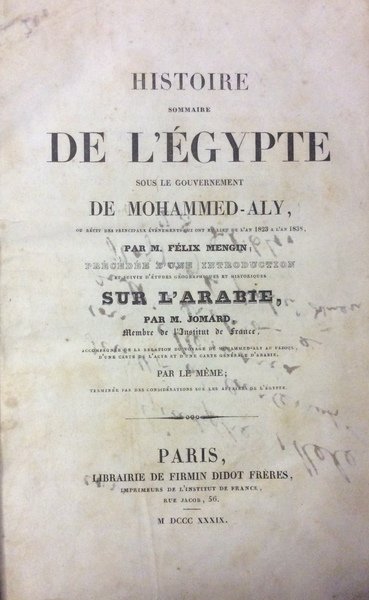 HISTOIRE
SOMMAIRE
DE L'ÉGYPTE
SOUS LE GOUVERNEMENT
DE MOHAMMED-ALY,
OU RÉCIT DES PRINCIPAUX ÉVÉNEMENTS QUI ONT EU LIEU DE L'AN 1823 A L'AN 1838,
PAR M. FÉLIX MENGIN;
PRÉCÉDÉE D'UNE INTRODUCTION
ET SUIVIE D'ÉTUDES GÉOGRAPHIQUES ET HISTORIQUES
SUR L'ARABIE,
PAR M. JOMARD,
Membre de l'Institut de France,
ACCOMPAGNÉE DE LA RELATION DU VOYAGE DE MOHAMMED-ALY AU FAZOQL,
D'UNE CARTE DE L'ACYR ET D'UNE CARTE GÉNÉRALE D'ARABIE,
PAR LE MÊME;
TERMINÉE PAR DES CONSIDÉRATIONS SUR LES AFFAIRES DE L'ÉGYPTE.
PARIS,
LIBRAIRIE DE FIRMIN DIDOT FRÈRES,
IMPRIMEURS DE L'INSTITUT DE FRANCE,
RUE JACOB, 56.
M DCCC XXXIX.